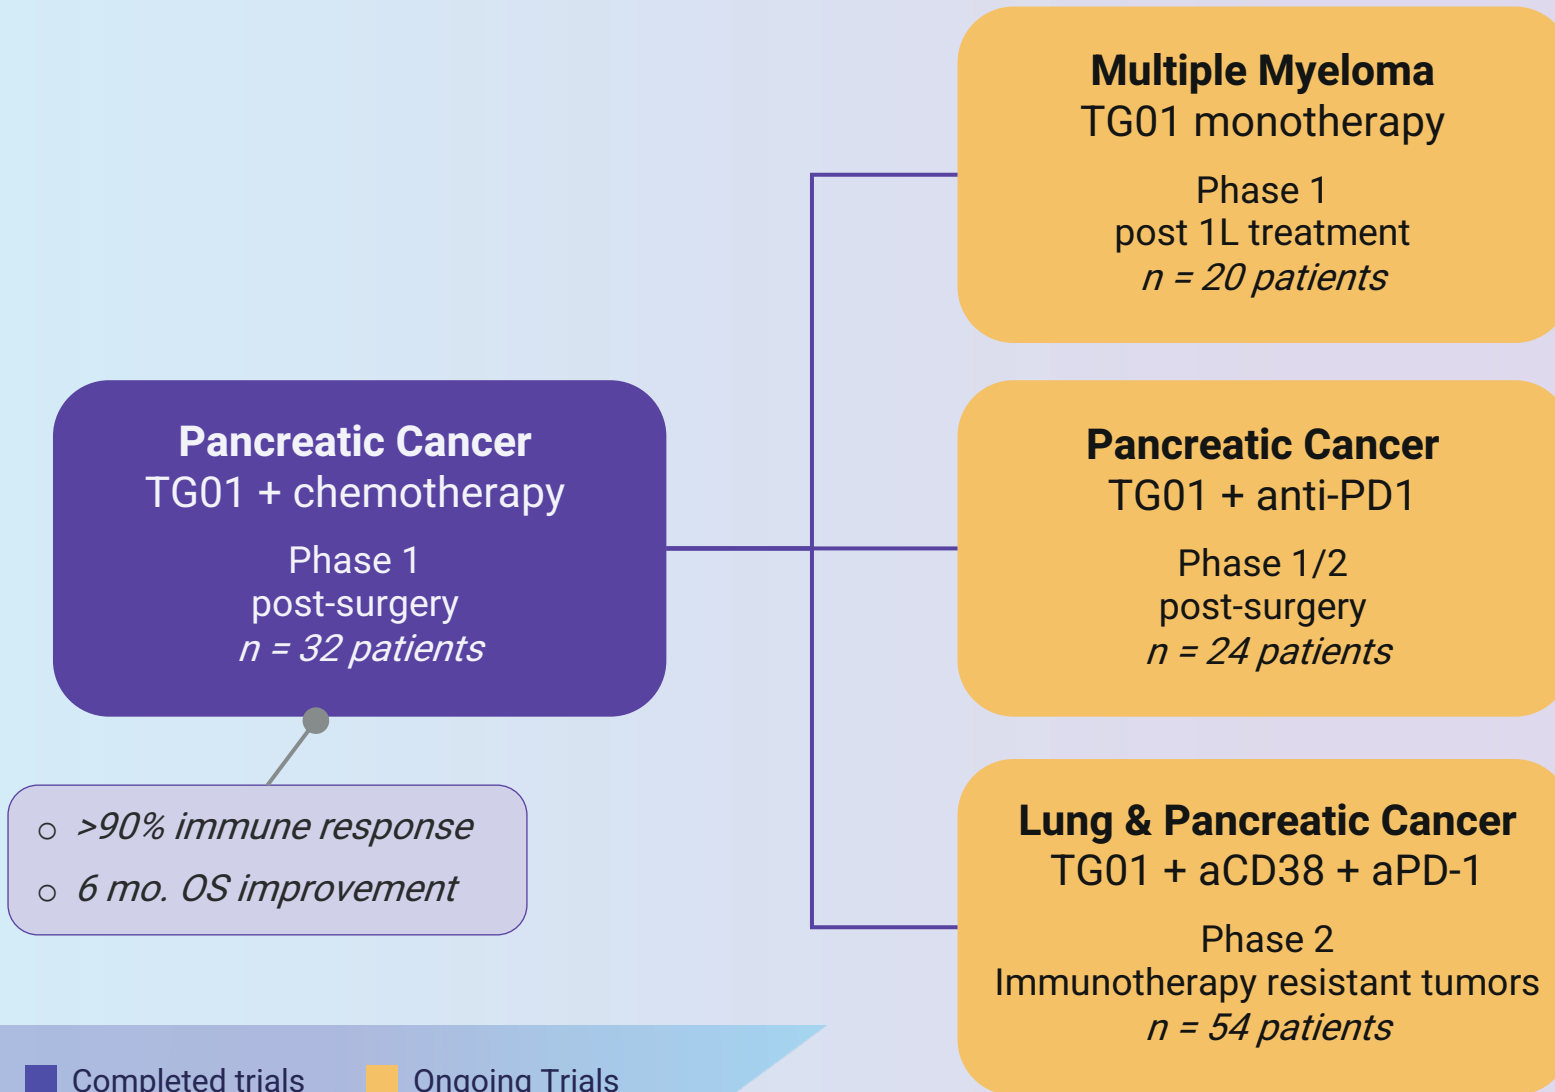 Multiple Myeloma
TG01 monotherapy
Phase 1
post 1L treatment
n = 20 patients
Pancreatic Cancer
TG01 + chemotherapy
Phase 1
post-surgery
n = 32 patients
>90% immune response
6 mo. OS improvement
Pancreatic Cancer
TG01 + anti-PD1
Phase 1/2
post-surgery
n = 24 patients
Lung & Pancreatic Cancer
TG01 + aCD38 + aPD-1
Phase 2
Immunotherapy resistant tumors
n = 54 patients
Completed trials
Ongoing Trials